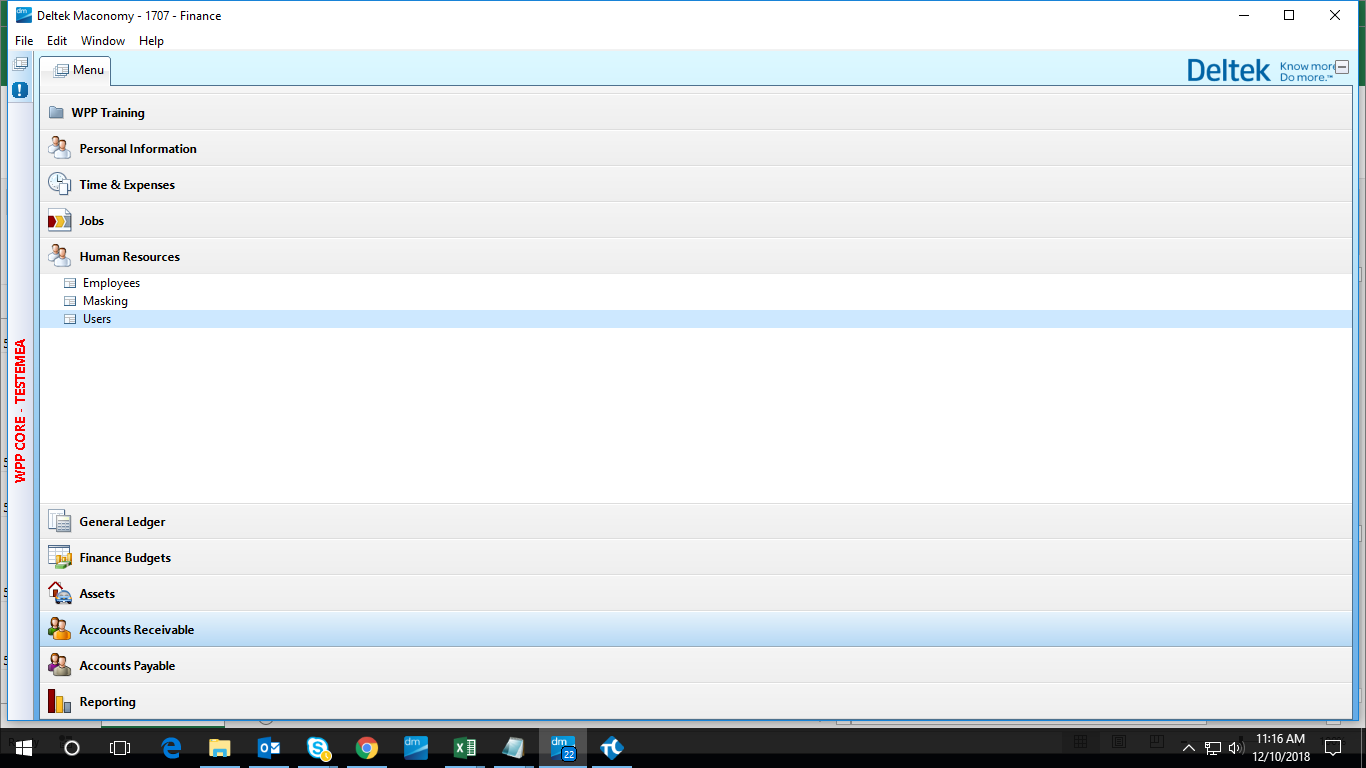 Deltek Maconomy - 1707 - Finance
File Edit Window Help
Menu
Deltek Know more
Do more.™
WPP Training
Personal Information
Time & Expenses
Jobs
Human Resources
Employees
Masking
Users
WPP CORE - TESTEMEA
General Ledger
Finance Budgets
Assets
Accounts Receivable
Accounts Payable
Reporting
dm
dm
22
11:16 AM
12/10/2018